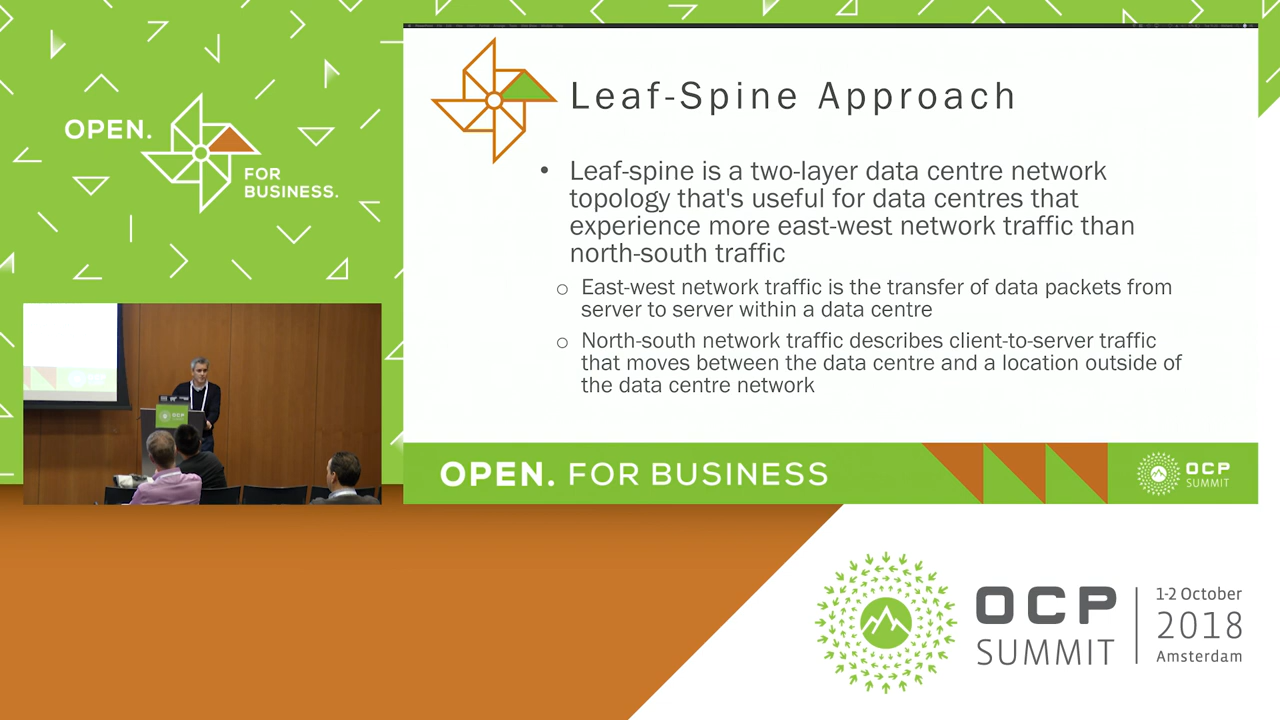 OPEN.
FOR
BUSINESS.
Leaf-Spine Approach
• Leaf-spine is a two-layer data centre network
topology that's useful for data centres that
experience more east-west network traffic than
north-south traffic
o East-west network traffic is the transfer of data packets from
server to server within a data centre
o North-south network traffic describes client-to-server traffic
that moves between the data centre and a location outside of
the data centre network
OPEN. FOR BUSINESS
OCP
SUMMIT
OCP
SUMMIT
1-2 October
2018
Amsterdam